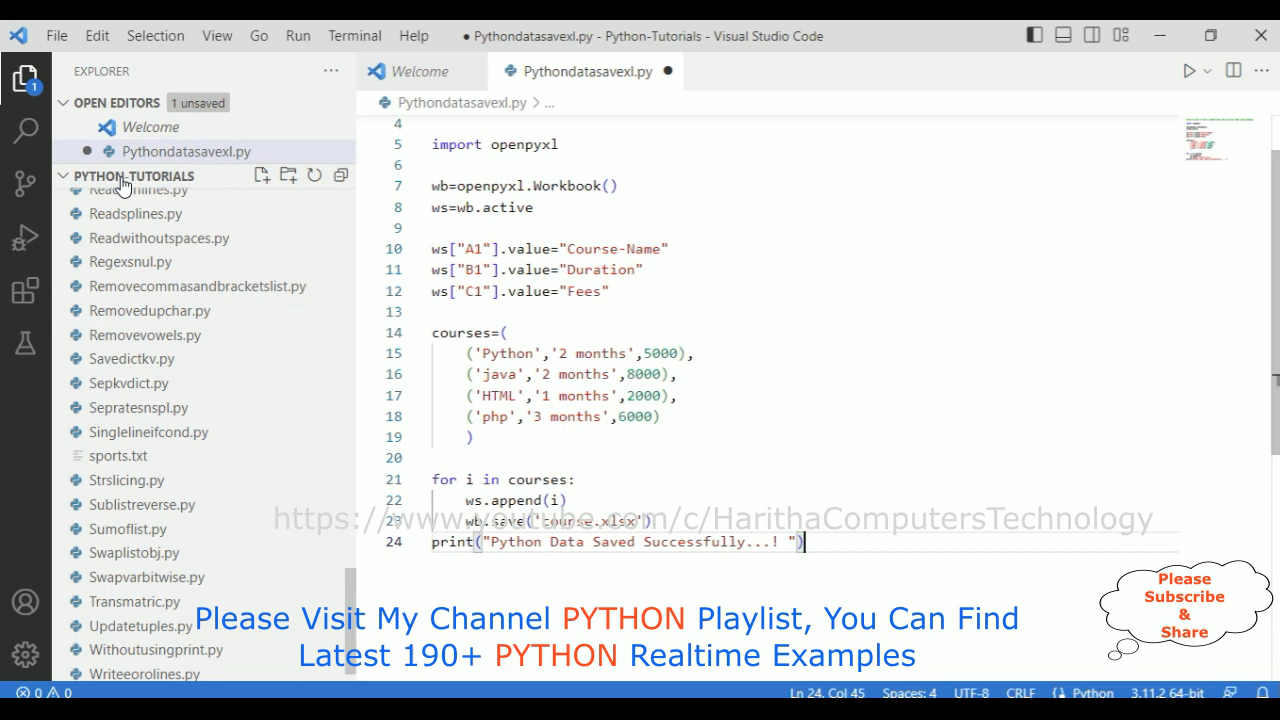 File Edit Selection View Go Run Terminal Help ● Pythondatasavexl.py - Python-Tutorials - Visual Studio Code
EXPLORER
OPEN EDITORS 1 unsaved
Welcome
Pythondatasavexl.py
PYTHON-TUTORIALS
Readsplines.py
Readwithoutspaces.py
Regexsnul.py
Removecommasandbracketslist.py
Removedupchar.py
Removevowels.py
Savedictkv.py
Sepkvdict.py
Sepratesnspl.py
Singlelineifcond.py
sports.txt
Strslicing.py
Sublistreverse.py
Sumoflist.py
Swaplistobj.py
Swapvarbitwise.py
Transmatric.py
Updatetuples.py
Withoutusingprint.py
Writeeorolines.py
Welcome Pythondatasavexl.py
Pythondatasavexl.py > ...
4
5 import openpyxl
6
7 wb=openpyxl.Workbook()
8 ws=wb.active
9
10 ws["A1"].value="Course-Name"
11 ws["B1"].value="Duration"
12 ws["C1"].value="Fees"
13
14 courses=(
15 ('Python','2 months',5000),
16 ('java','2 months',8000),
17 ('HTML','1 months',2000),
18 ('php','3 months',6000)
19 )
20
21 for i in courses:
22 ws.append(i)
23 wb.save('course.xlsx')
24 print("Python Data Saved Successfully...! ")
https://www.youtube.com/c/HarithaComputersTechnology
Please Visit My Channel PYTHON Playlist, You Can Find
Latest 190+ PYTHON Realtime Examples
Please
Subscribe
&
Share
0 0 Ln 24, Col 45 Spaces: 4 UTF-8 CRLF Python 3.11.2 64-bit
1